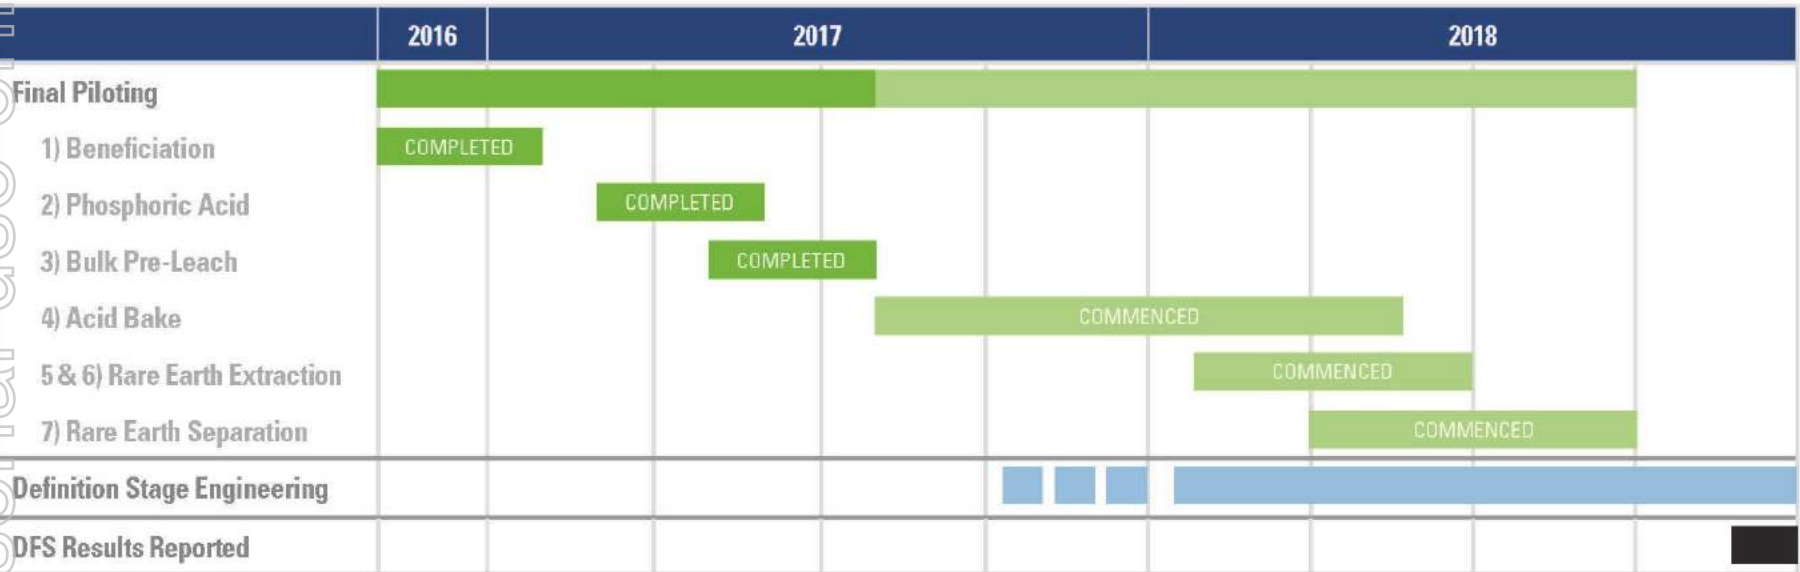 2016 2017 2018
Final Piloting
1) Beneficiation COMPLETED
2) Phosphoric Acid COMPLETED
3) Bulk Pre-Leach COMPLETED
4) Acid Bake COMMENCED
5 & 6) Rare Earth Extraction COMMENCED
7) Rare Earth Separation COMMENCED
Definition Stage Engineering
DFS Results Reported